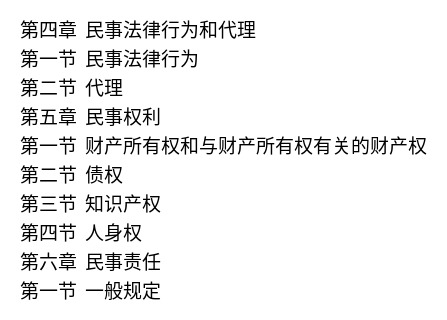 第四章 民事法律行为和代理
第一节 民事法律行为
第二节 代理
第五章 民事权利
第一节 财产所有权和与财产所有权有关的财产权
第二节 债权
第三节 知识产权
第四节 人身权
第六章 民事责任
第一节 一般规定